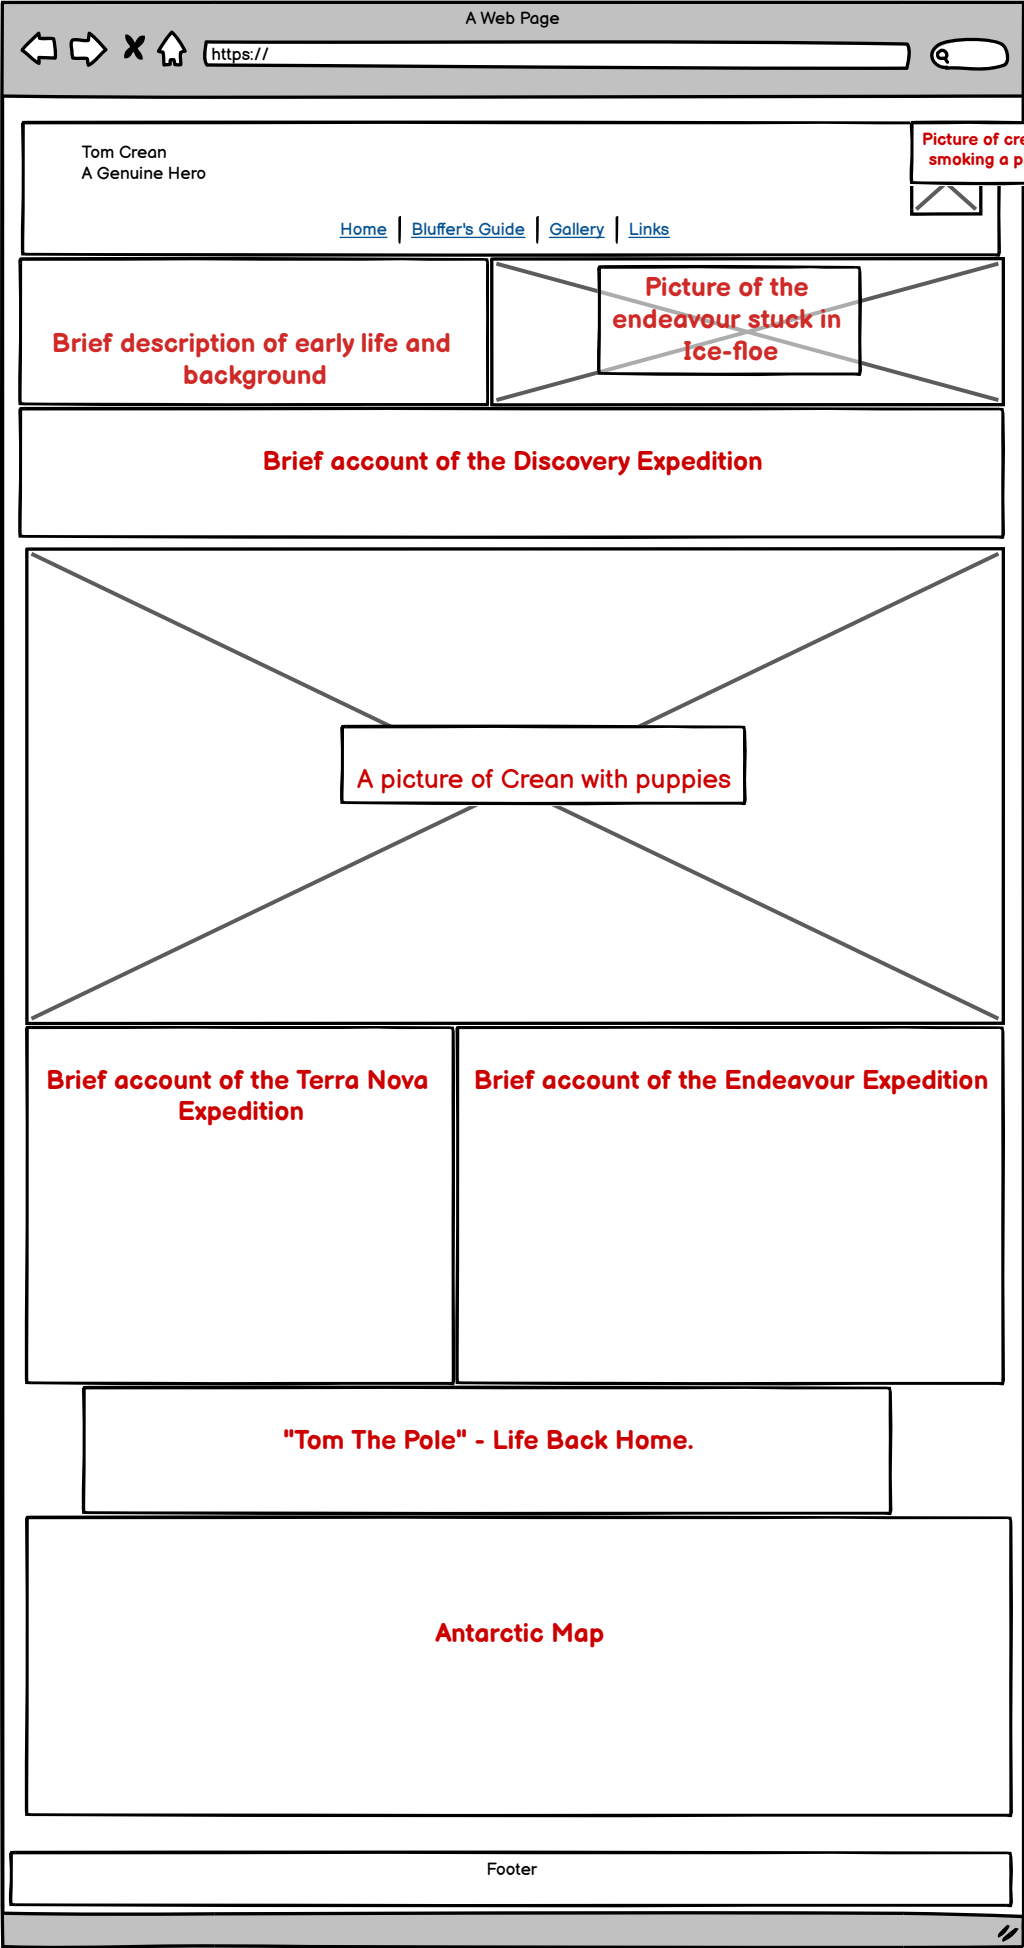 A Web Page
https://
Picture of cre
smoking a p
Tom Crean
A Genuine Hero
Home Bluffer's Guide Gallery Links
Brief description of early life and
background
Picture of the
endeavour stuck in
Ice-floe
Brief account of the Discovery Expedition
A picture of Crean with puppies
Brief account of the Terra Nova
Expedition
Brief account of the Endeavour Expedition
"Tom The Pole" - Life Back Home.
Antarctic Map
Footer